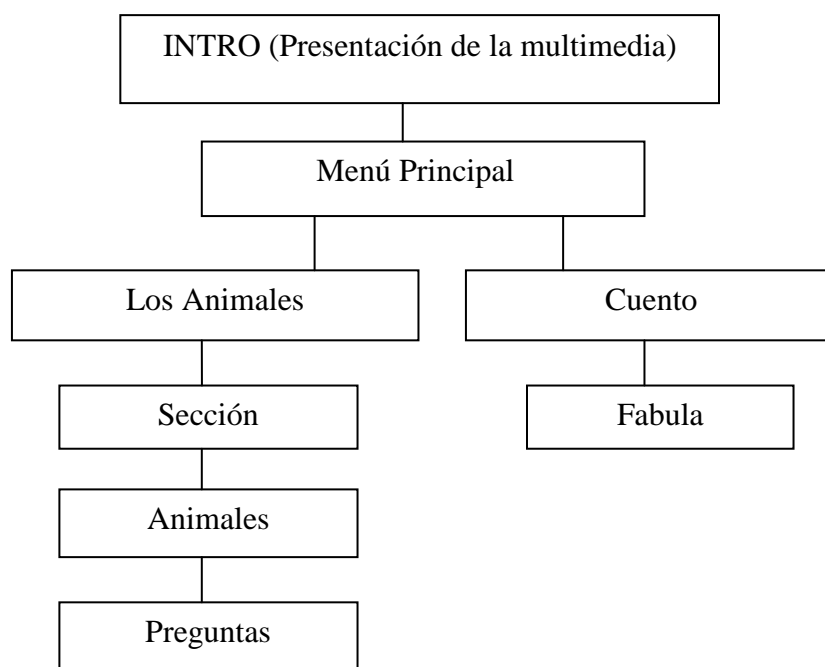 INTRO (Presentación de la multimedia)
Menú Principal
Los Animales
Cuento
Sección
Fabula
Animales
Preguntas